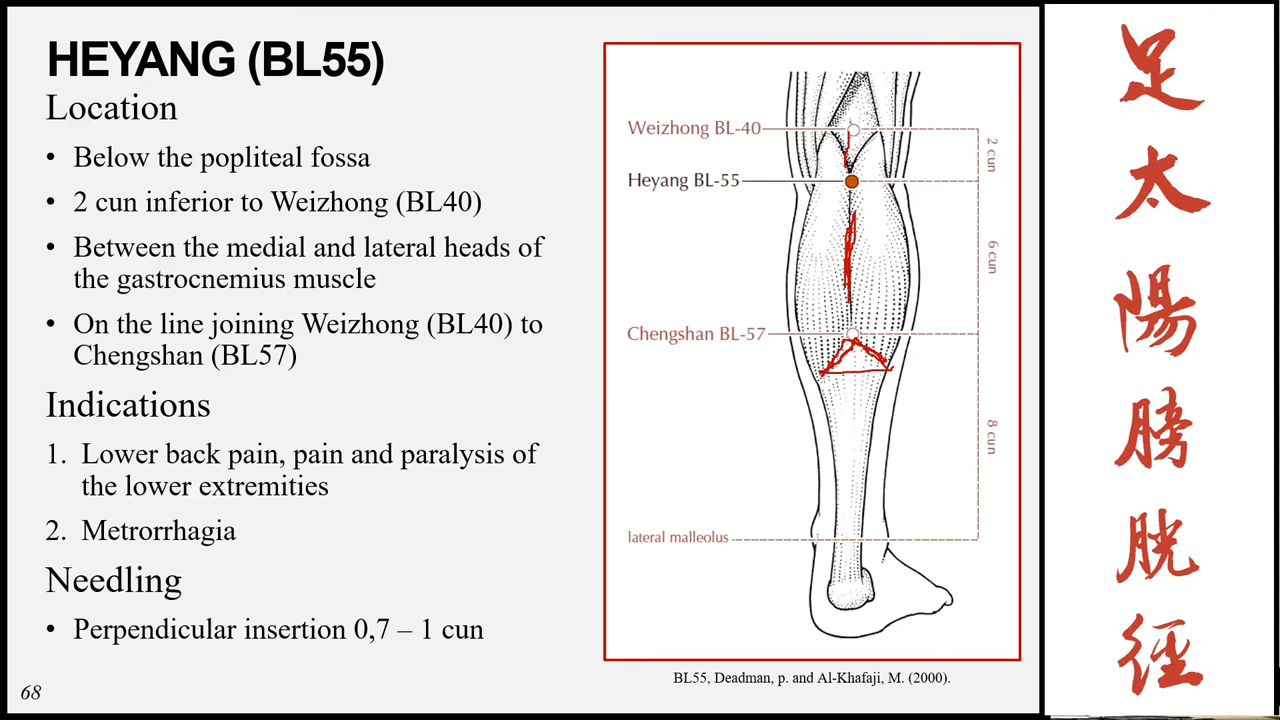 HEYANG (BL55)
Location
• Below the popliteal fossa
• 2 cun inferior to Weizhong (BL40)
• Between the medial and lateral heads of
the gastrocnemius muscle
• On the line joining Weizhong (BL40) to
Chengshan (BL57)
Indications
1. Lower back pain, pain and paralysis of
the lower extremities
2. Metrorrhagia
Needling
• Perpendicular insertion 0,7 – 1 cun
68
Weizhong BL-40
Heyang BL-55
Chengshan BL-57
lateral malleolus
2 cun
6 cun
8 cun
BL55, Deadman, p. and Al-Khafaji, M. (2000).
足
太
陽
膀
胱
徑